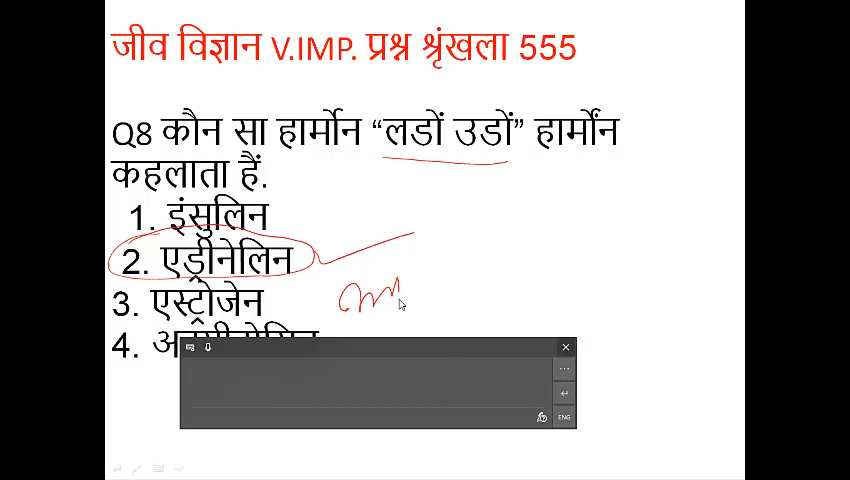 जीव विज्ञान V.IMP. प्रश्न श्रृंखला 555
Q8 कौन सा हार्मोन “लडों उडों” हार्मोंन
कहलाता हैं.
1. इंसुलिन
2. एड्रीनेलिन
3. एस्ट्रोजेन
4.
ENG